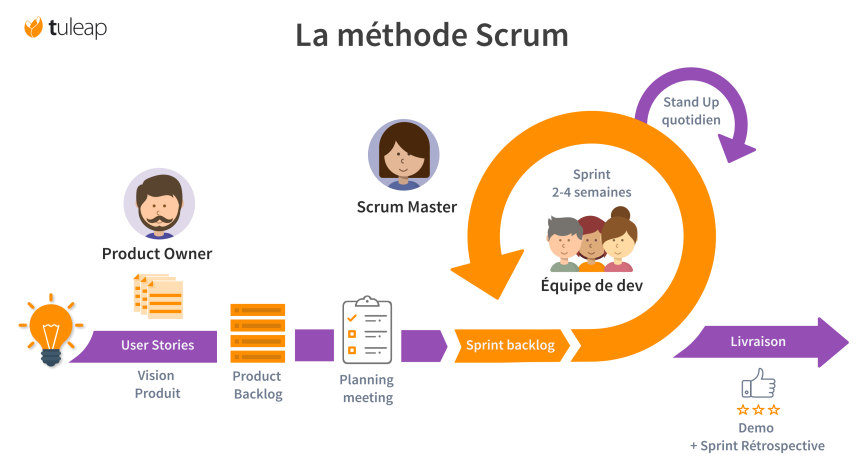 tuleap
La méthode Scrum
Stand Up
quotidien
Sprint
2-4 semaines
Scrum Master
Product Owner
Équipe de dev
User Stories
Sprint backlog
Livraison
Vision
Produit
Product
Backlog
Planning
meeting
Demo
+ Sprint Rétrospective